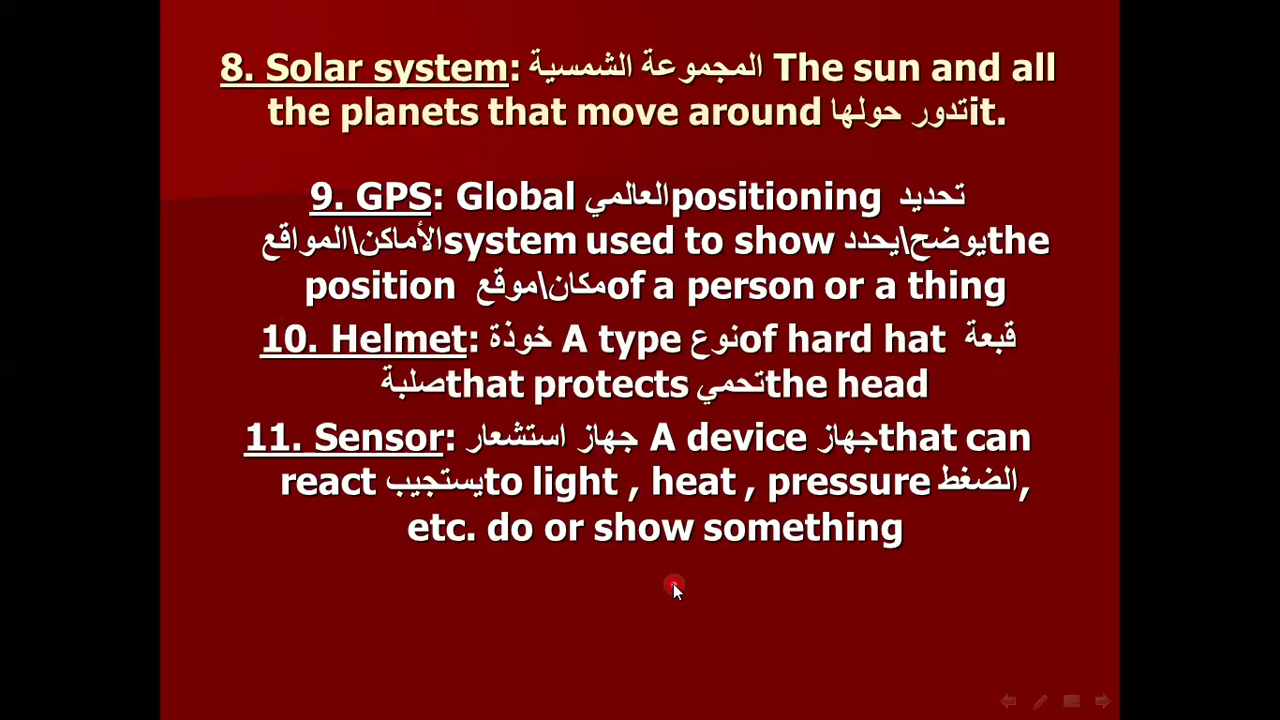 8. Solar system: المجموعة الشمسية The sun and all
the planets that move around تدور حولها it.
9. GPS: Global العالمي positioning تحديد
الأماكن\المواقع system used to show يوضح\يحدد the
position مكان\موقع of a person or a thing
10. Helmet: خوذة A type نوع of hard hat قبعة
صلبة that protects تحمي the head
11. Sensor: جهاز استشعار A device جهاز that can
react يستجيب to light , heat , pressure الضغط,
etc. do or show something